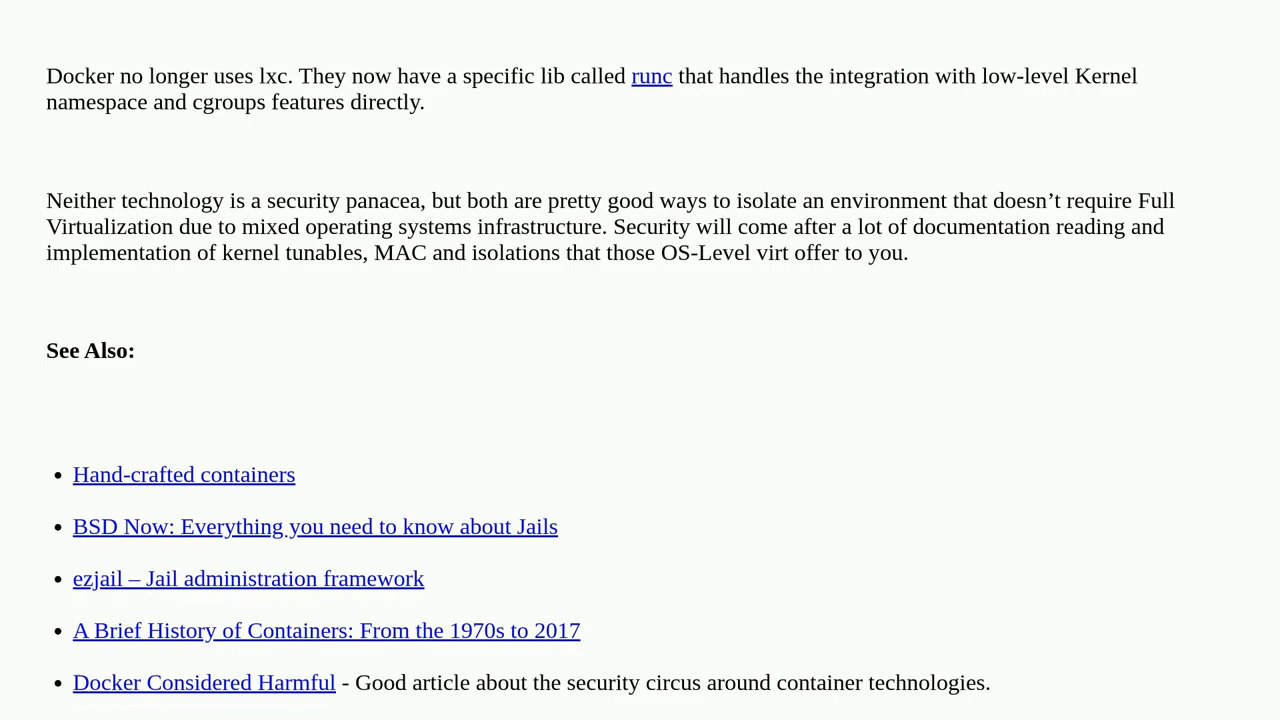 Docker no longer uses lxc. They now have a specific lib called runc that handles the integration with low-level Kernel
namespace and cgroups features directly.
Neither technology is a security panacea, but both are pretty good ways to isolate an environment that doesn’t require Full
Virtualization due to mixed operating systems infrastructure. Security will come after a lot of documentation reading and
implementation of kernel tunables, MAC and isolations that those OS-Level virt offer to you.
See Also:
• Hand-crafted containers
• BSD Now: Everything you need to know about Jails
• ezjail – Jail administration framework
• A Brief History of Containers: From the 1970s to 2017
• Docker Considered Harmful - Good article about the security circus around container technologies.